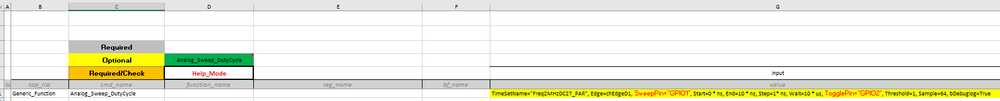 A B C D E F G
Required
Optional Analog_Sweep_DutyCycle
Required/Check Help_Mode input
top_list cmd_name function_name reg_name bf_name value
Generic_Function Analog_Sweep_DutyCycle TimeSetName="Freq2MHzDC27_PAR", Edge=chEdgeD1, SweepPin="GPIO1", Start=0 * ns, End=10 * ns, Step=1* ns, Wait=10 * us, TogglePin="GPIO2", Threshold=1, Sample=64, bDebuglog=True